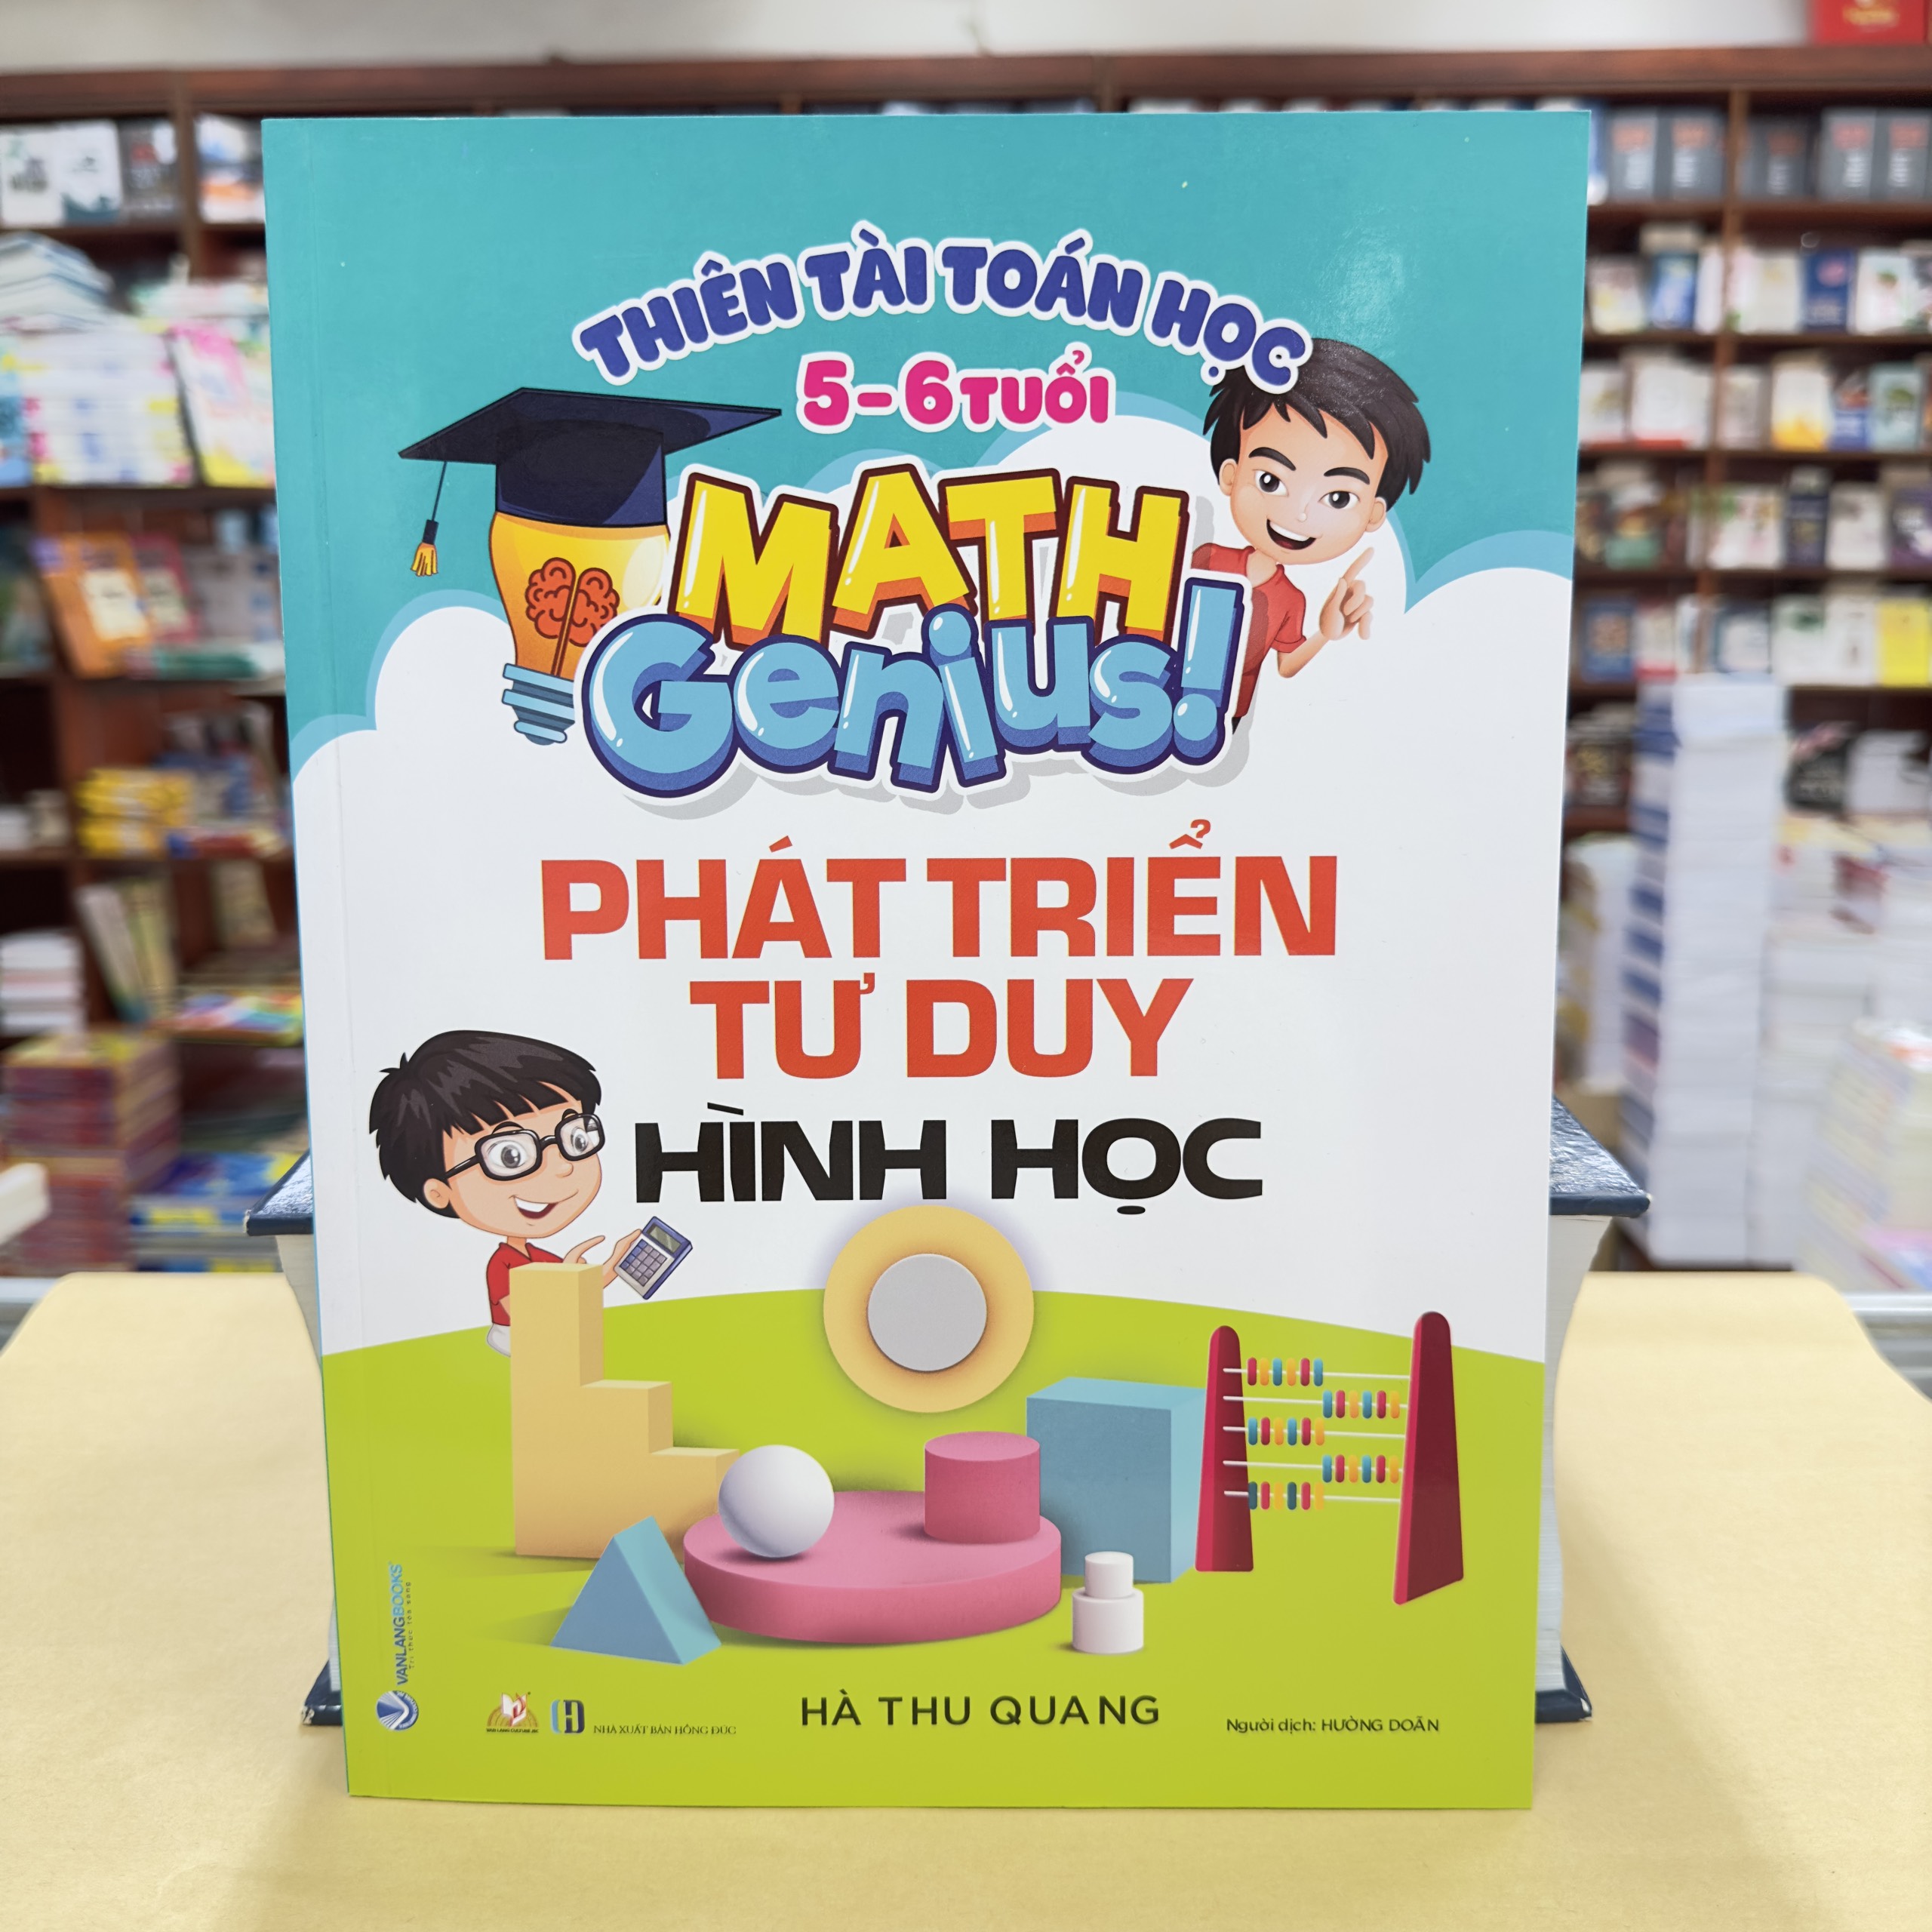 THIÊN TÀI TOÁN HỌC
5-6 TUỔI
MATH
Genius!
PHÁT TRIỂN
TƯ DUY
HÌNH HỌC
VANLANGBOOKS
NHÀ XUẤT BẢN HỒNG ĐỨC
HÀ THU QUANG
Người dịch: HƯỜNG DOÃN